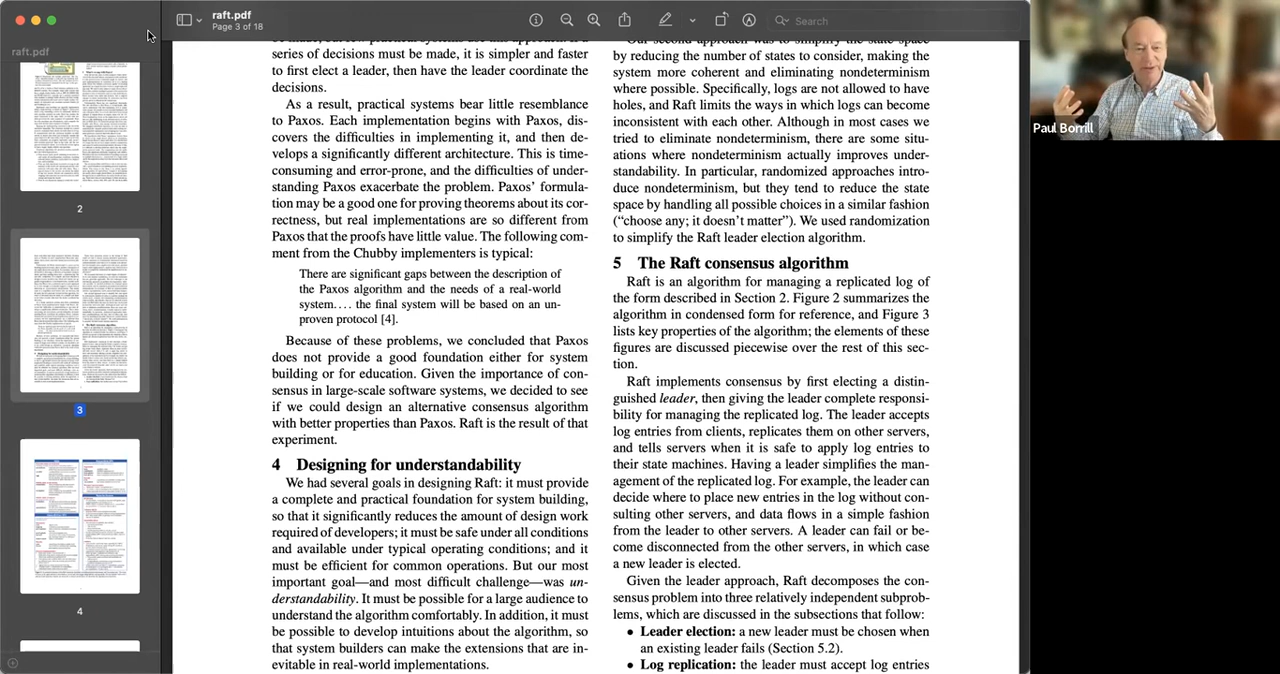 raft.pdf
Page 3 of 18
Search
raft.pdf
2
3
4
series of decisions must be made, it is simpler and faster
to first elect a leader, then have the leader coordinate the
decisions.
As a result, practical systems bear little resemblance
to Paxos. Each implementation begins with Paxos, dis-
covers the difficulties in implementing it, and then de-
velops a significantly different architecture. This is time-
consuming and error-prone, and the difficulties of under-
standing Paxos exacerbate the problem. Paxos' formula-
tion may be a good one for proving theorems about its cor-
rectness, but real implementations are so different from
Paxos that the proofs have little value. The following com-
ment from the Chubby implementers is typical:
There are significant gaps between the description of
the Paxos algorithm and the needs of a real-world
system. . . . the final system will be based on an un-
proven protocol [4].
Because of these problems, we concluded that Paxos
does not provide a good foundation either for system
building or for education. Given the importance of con-
sensus in large-scale software systems, we decided to see
if we could design an alternative consensus algorithm
with better properties than Paxos. Raft is the result of that
experiment.
4 Designing for understandability
We had several goals in designing Raft: it must provide
a complete and practical foundation for system building,
so that it significantly reduces the amount of design work
required of developers; it must be safe under all conditions
and available under typical operating conditions; and it
must be efficient for common operations. But our most
important goal—and most difficult challenge—was un-
derstandability. It must be possible for a large audience to
understand the algorithm comfortably. In addition, it must
be possible to develop intuitions about the algorithm, so
that system builders can make the extensions that are in-
evitable in real-world implementations.
by reducing the number of states to consider, making the
system more coherent and eliminating nondeterminism
where possible. Specifically, logs are not allowed to have
holes, and Raft limits the ways in which logs can become
inconsistent with each other. Although in most cases we
tried to eliminate nondeterminism, there are some situ-
ations where nondeterminism actually improves under-
standability. In particular, randomized approaches intro-
duce nondeterminism, but they tend to reduce the state
space by handling all possible choices in a similar fashion
(“choose any; it doesn't matter”). We used randomization
to simplify the Raft leader election algorithm.
5 The Raft consensus algorithm
Raft is an algorithm for managing a replicated log of
the form described in Section 2. Figure 2 summarizes the
algorithm in condensed form for reference, and Figure 3
lists key properties of the algorithm; the elements of these
figures are discussed piecewise over the rest of this sec-
tion.
Raft implements consensus by first electing a distin-
guished leader, then giving the leader complete responsi-
bility for managing the replicated log. The leader accepts
log entries from clients, replicates them on other servers,
and tells servers when it is safe to apply log entries to
their state machines. Having a leader simplifies the man-
agement of the replicated log. For example, the leader can
decide where to place new entries in the log without con-
sulting other servers, and data flows in a simple fashion
from the leader to other servers. A leader can fail or be-
come disconnected from the other servers, in which case
a new leader is elected.
Given the leader approach, Raft decomposes the con-
sensus problem into three relatively independent subprob-
lems, which are discussed in the subsections that follow:
• Leader election: a new leader must be chosen when
an existing leader fails (Section 5.2).
• Log replication: the leader must accept log entries
Paul Borrill